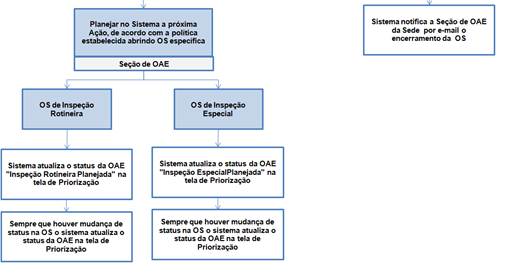 Planejar no Sistema a próxima
Ação, de acordo com a política
estabelecida abrindo OS especifica
Seção de OAE
Sistema notifica a Seção de OAE
da Sede por e-mail o
encerramento da OS
OS de Inspeção
Rotineira
OS de Inspeção
Especial
Sistema atualiza o status da OAE
"Inspeção Rotineira Planejada" na
tela de Priorização
Sistema atualiza o status da OAE
"Inspeção EspecialPlanejada" na
tela de Priorização
Sempre que houver mudança de
status na OS o sistema atualiza o
status da OAE na tela de
Priorização
Sempre que houver mudança de
status na OS o sistema atualiza o
status da OAE na tela de
Priorização